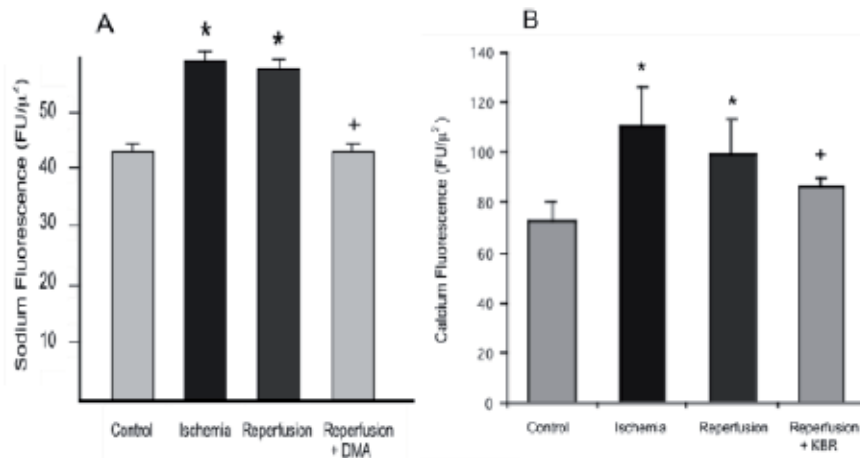 A
Sodium Fluorescence (FU/µ²)
50
40
30
20
10
*
*
+
Control
Ischemia
Reperfusion
Reperfusion
+ DMA
B
Calcium Fluorescence (FU/µ²)
140
120
100
80
60
40
20
0
*
*
+
Control
Ischemia
Reperfusion
Reperfusion
+ KBR